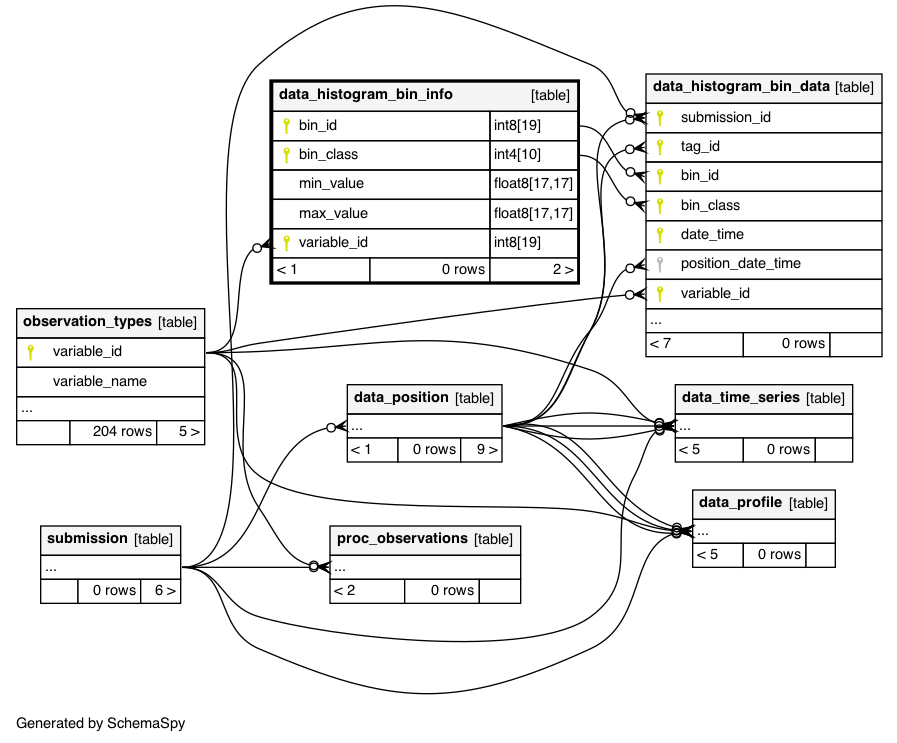 data_histogram_bin_info [table]
bin_id int8[19]
bin_class int4[10]
min_value float8[17,17]
max_value float8[17,17]
variable_id int8[19]
< 1 0 rows 2 >
data_histogram_bin_data [table]
submission_id
tag_id
bin_id
bin_class
date_time
position_date_time
variable_id
...
< 7 0 rows
observation_types [table]
variable_id
variable_name
...
204 rows 5 >
data_position [table]
...
< 1 0 rows 9 >
data_time_series [table]
...
< 5 0 rows
data_profile [table]
...
< 5 0 rows
submission [table]
...
0 rows 6 >
proc_observations [table]
...
< 2 0 rows
Generated by SchemaSpy